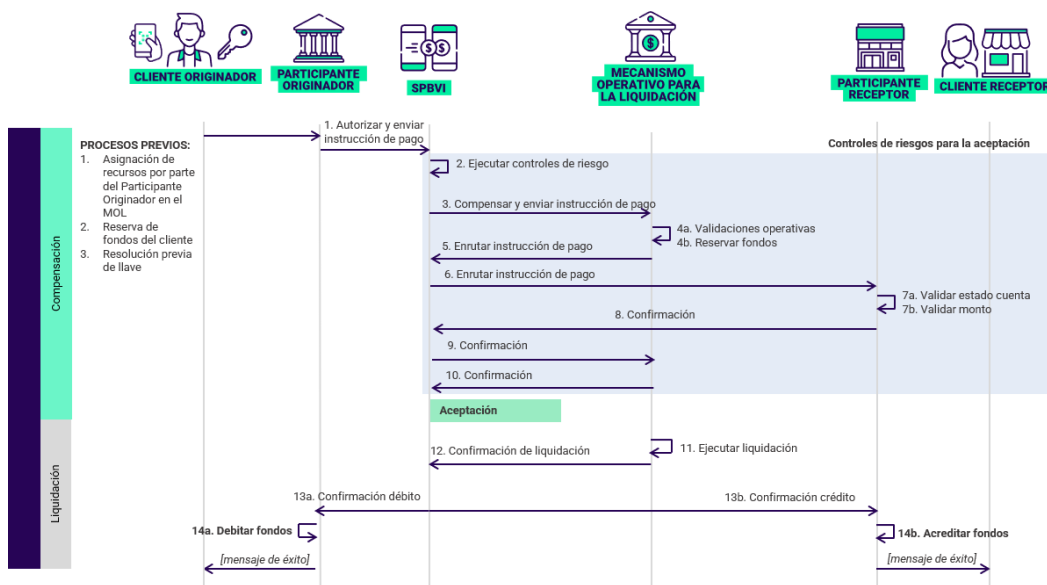 CLIENTE ORIGINADOR
PARTICIPANTE
ORIGINADOR
SPBVI
MECANISMO
OPERATIVO PARA
LA LIQUIDACIÓN
PARTICIPANTE
RECEPTOR
CLIENTE RECEPTOR
Compensación
PROCESOS PREVIOS:
1. Asignación de
recursos por parte
del Participante
Originador en el
MOL
2. Reserva de
fondos del cliente
3. Resolución previa
de llave
1. Autorizar y enviar
instrucción de pago
Controles de riesgos para la aceptación
2. Ejecutar controles de riesgo
3. Compensar y enviar instrucción de pago
4a. Validaciones operativas
4b. Reservar fondos
5. Enrutar instrucción de pago
6. Enrutar instrucción de pago
7a. Validar estado cuenta
7b. Validar monto
8. Confirmación
9. Confirmación
10. Confirmación
Aceptación
Liquidación
11. Ejecutar liquidación
12. Confirmación de liquidación
13a. Confirmación débito
13b. Confirmación crédito
14a. Debitar fondos
14b. Acreditar fondos
[mensaje de éxito]
[mensaje de éxito]